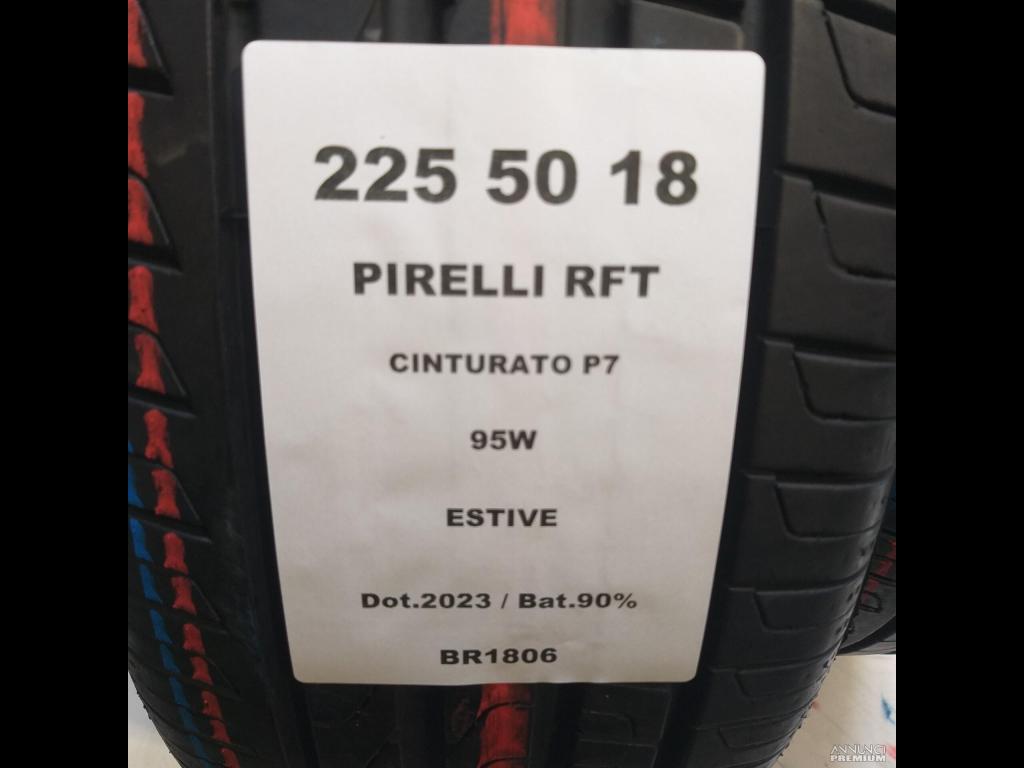 225 50 18
PIRELLI RFT
CINTURATO P7
95W
ESTIVE
Dot.2023 / Bat.90%
BR1806
ANNUNCI
PREMIUM